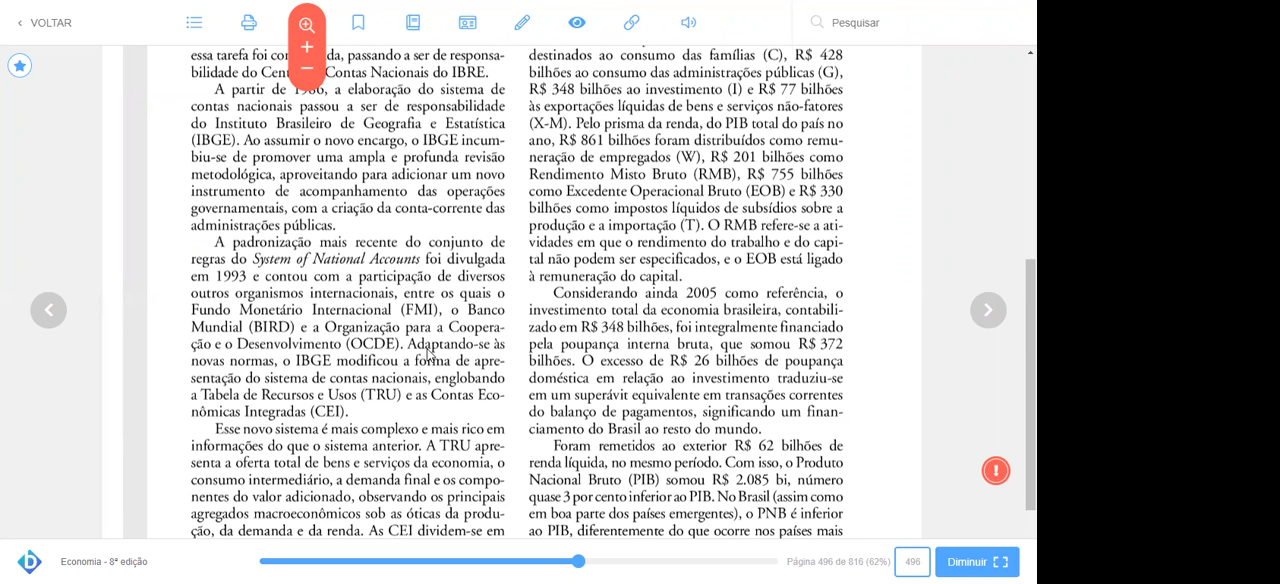 VOLTAR
Pesquisar
essa tarefa foi da, passando a ser de responsa-
bilidade do Contas Nacionais do IBRE.
A partir de a elaboração do sistema de
contas nacionais passou a ser de responsabilidade
do Instituto Brasileiro de Geografia e Estatística
(IBGE). Ao assumir o novo encargo, o IBGE incum-
biu-se de promover uma ampla e profunda revisão
metodológica, aproveitando para adicionar um novo
instrumento de acompanhamento das operações
governamentais, com a criação da conta-corrente das
administrações públicas.
A padronização mais recente do conjunto de
regras do System of National Accounts foi divulgada
em 1993 e contou com a participação de diversos
outros organismos internacionais, entre os quais o
Fundo Monetário Internacional (FMI), o Banco
Mundial (BIRD) e a Organização para a Coopera-
ção e o Desenvolvimento (OCDE). Adaptando-se às
novas normas, o IBGE modificou a forma de apre-
sentação do sistema de contas nacionais, englobando
a Tabela de Recursos e Usos (TRU) e as Contas Eco-
nômicas Integradas (CEI).
Esse novo sistema é mais complexo e mais rico em
informações do que o sistema anterior. A TRU apre-
senta a oferta total de bens e serviços da economia, o
consumo intermediário, a demanda final e os compo-
nentes do valor adicionado, observando os principais
agregados macroeconômicos sob as óticas da produ-
ção, da demanda e da renda. As CEI dividem-se em
destinados ao consumo das famílias (C), R$ 428
bilhões ao consumo das administrações públicas (G),
R$ 348 bilhões ao investimento (I) e R$ 77 bilhões
às exportações líquidas de bens e serviços não-fatores
(X-M). Pelo prisma da renda, do PIB total do país no
ano, R$ 861 bilhões foram distribuídos como remu-
neração de empregados (W), R$ 201 bilhões como
Rendimento Misto Bruto (RMB), R$ 755 bilhões
como Excedente Operacional Bruto (EOB) e R$ 330
bilhões como impostos líquidos de subsídios sobre a
produção e a importação (T). O RMB refere-se a ati-
vidades em que o rendimento do trabalho e do capi-
tal não podem ser especificados, e o EOB está ligado
à remuneração do capital.
Considerando ainda 2005 como referência, o
investimento total da economia brasileira, contabili-
zado em R$ 348 bilhões, foi integralmente financiado
pela poupança interna bruta, que somou R$ 372
bilhões. O excesso de R$ 26 bilhões de poupança
doméstica em relação ao investimento traduziu-se
em um superávit equivalente em transações correntes
do balanço de pagamentos, significando um finan-
ciamento do Brasil ao resto do mundo.
Foram remetidos ao exterior R$ 62 bilhões de
renda líquida, no mesmo período. Com isso, o Produto
Nacional Bruto (PIB) somou R$ 2.085 bi, número
quase 3 por cento inferior ao PIB. No Brasil (assim como
em boa parte dos países emergentes), o PNB é inferior
ao PIB, diferentemente do que ocorre nos países mais
Economia - 8ª edição
Página 496 de 816 (62%)
496
Diminuir